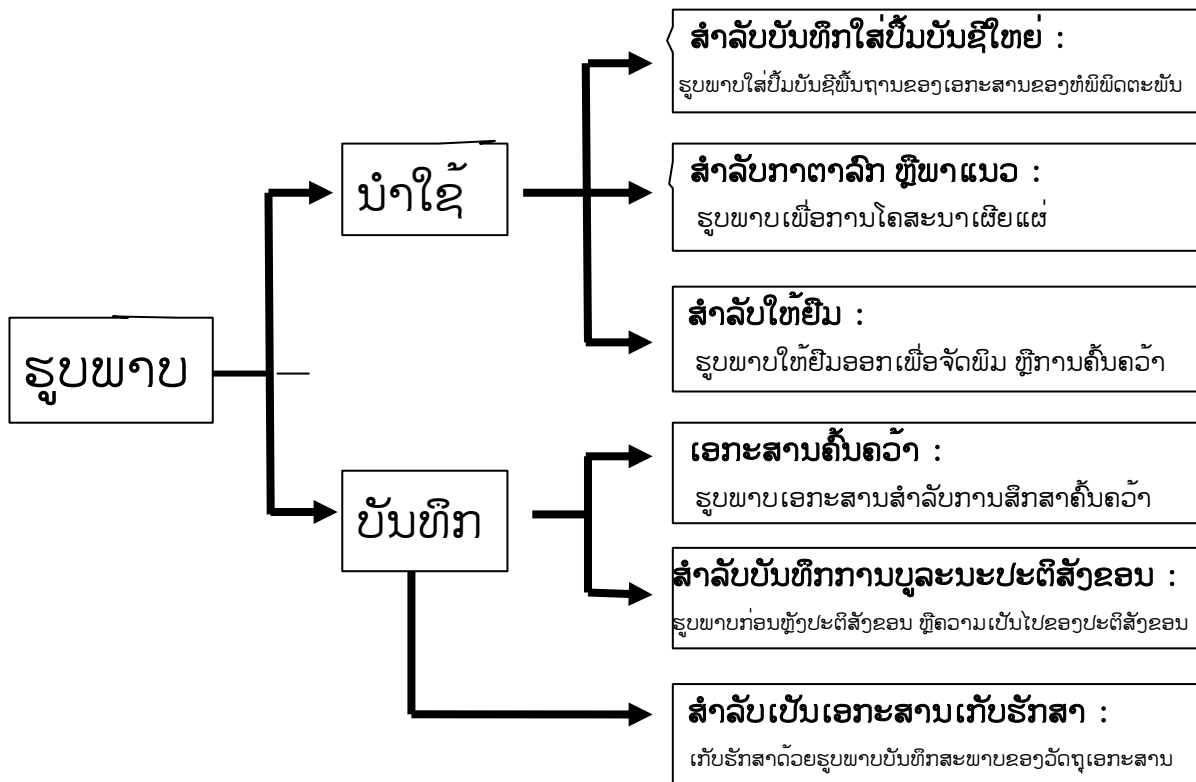 ຮູບພາບ
ນຳໃຊ້
ສຳລັບບັນທຶກໃສ່ປຶ້ມບັນຊີໃຫຍ່ :
ຮູບພາບໃສ່ປຶ້ມບັນຊີພື້ນຖານຂອງເອກະສານຂອງຫໍພິພິດຕະພັນ
ສຳລັບກາຕາລົກ ຫຼືພາແນວ :
ຮູບພາບເພື່ອການໂຄສະນາເຜີຍແຜ່
ສຳລັບໃຫ້ຢືມ :
ຮູບພາບໃຫ້ຢືມອອກເພື່ອຈັດພິມ ຫຼືການຄົ້ນຄວ້າ
ບັນທຶກ
ເອກະສານຄົ້ນຄວ້າ :
ຮູບພາບເອກະສານສຳລັບການສຶກສາຄົ້ນຄວ້າ
ສຳລັບບັນທຶກການບູລະນະປະຕິສັງຂອນ :
ຮູບພາບກ່ອນຫຼັງປະຕິສັງຂອນ ຫຼືຄວາມເປັນໄປຂອງປະຕິສັງຂອນ
ສຳລັບເປັນເອກະສານເກັບຮັກສາ :
ເກັບຮັກສາດ້ວຍຮູບພາບບັນທຶກສະພາບຂອງວັດຖຸເອກະສານ